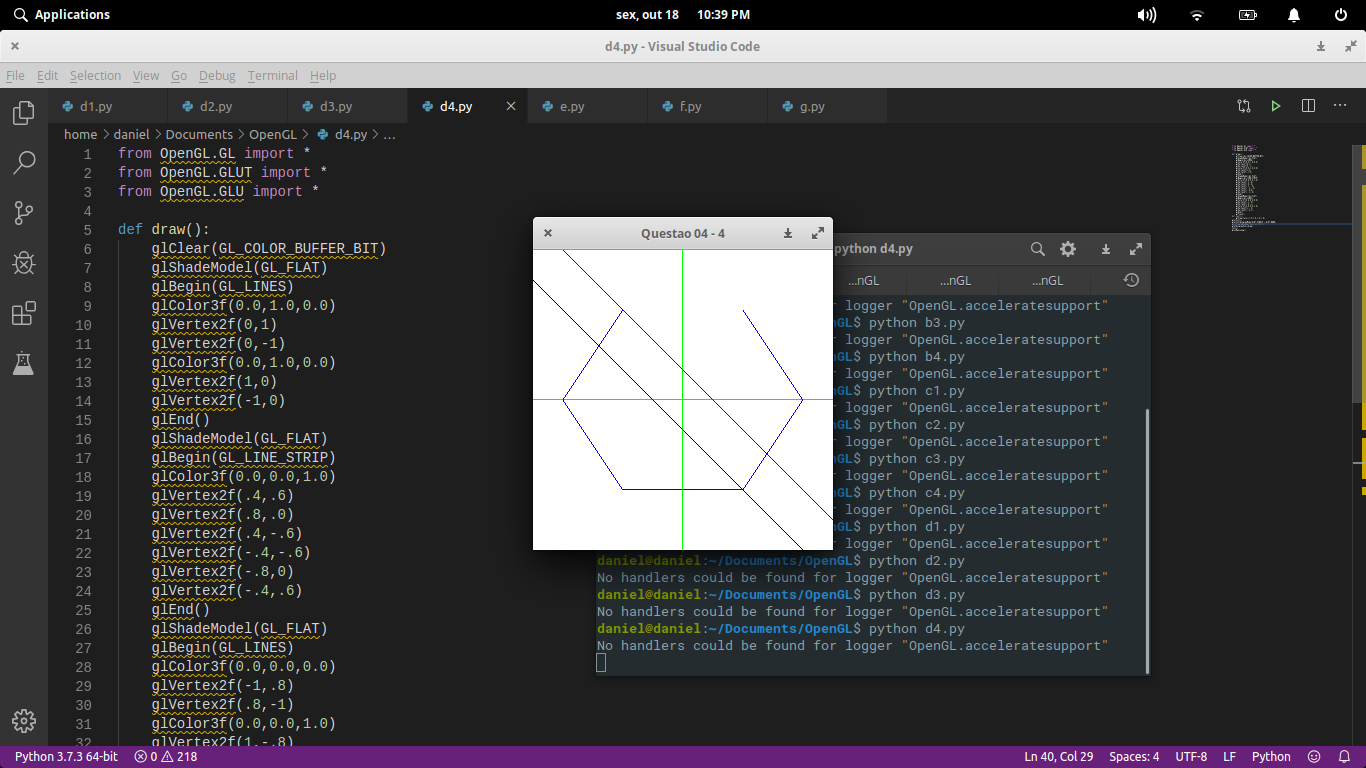 Applications sex, out 18 10:39 PM
d4.py - Visual Studio Code
File Edit Selection View Go Debug Terminal Help
d1.py d2.py d3.py d4.py e.py f.py g.py
home > daniel > Documents > OpenGL > d4.py > ...
1 from OpenGL.GL import *
2 from OpenGL.GLUT import *
3 from OpenGL.GLU import *
4
5 def draw():
6 glClear(GL_COLOR_BUFFER_BIT)
7 glShadeModel(GL_FLAT)
8 glBegin(GL_LINES)
9 glColor3f(0.0,1.0,0.0)
10 glVertex2f(0,1)
11 glVertex2f(0,-1)
12 glColor3f(0.0,1.0,0.0)
13 glVertex2f(1,0)
14 glVertex2f(-1,0)
15 glEnd()
16 glShadeModel(GL_FLAT)
17 glBegin(GL_LINE_STRIP)
18 glColor3f(0.0,0.0,1.0)
19 glVertex2f(.4,.6)
20 glVertex2f(.8,.0)
21 glVertex2f(.4,-.6)
22 glVertex2f(-.4,-.6)
23 glVertex2f(-.8,0)
24 glVertex2f(-.4,.6)
25 glEnd()
26 glShadeModel(GL_FLAT)
27 glBegin(GL_LINES)
28 glColor3f(0.0,0.0,0.0)
29 glVertex2f(-1,.8)
30 glVertex2f(.8,-1)
31 glColor3f(0.0,0.0,1.0)
32 glVertex2f(1,-.8)
Questao 04 - 4
python d4.py
...nGL ...nGL ...nGL
r logger "OpenGL.acceleratesupport"
nGL$ python b3.py
r logger "OpenGL.acceleratesupport"
nGL$ python b4.py
r logger "OpenGL.acceleratesupport"
nGL$ python c1.py
r logger "OpenGL.acceleratesupport"
nGL$ python c2.py
r logger "OpenGL.acceleratesupport"
nGL$ python c3.py
r logger "OpenGL.acceleratesupport"
nGL$ python c4.py
r logger "OpenGL.acceleratesupport"
nGL$ python d1.py
r logger "OpenGL.acceleratesupport"
daniel@daniel:~/Documents/OpenGL$ python d2.py
No handlers could be found for logger "OpenGL.acceleratesupport"
daniel@daniel:~/Documents/OpenGL$ python d3.py
No handlers could be found for logger "OpenGL.acceleratesupport"
daniel@daniel:~/Documents/OpenGL$ python d4.py
No handlers could be found for logger "OpenGL.acceleratesupport"
Python 3.7.3 64-bit 0 218 Ln 40, Col 29 Spaces: 4 UTF-8 LF Python